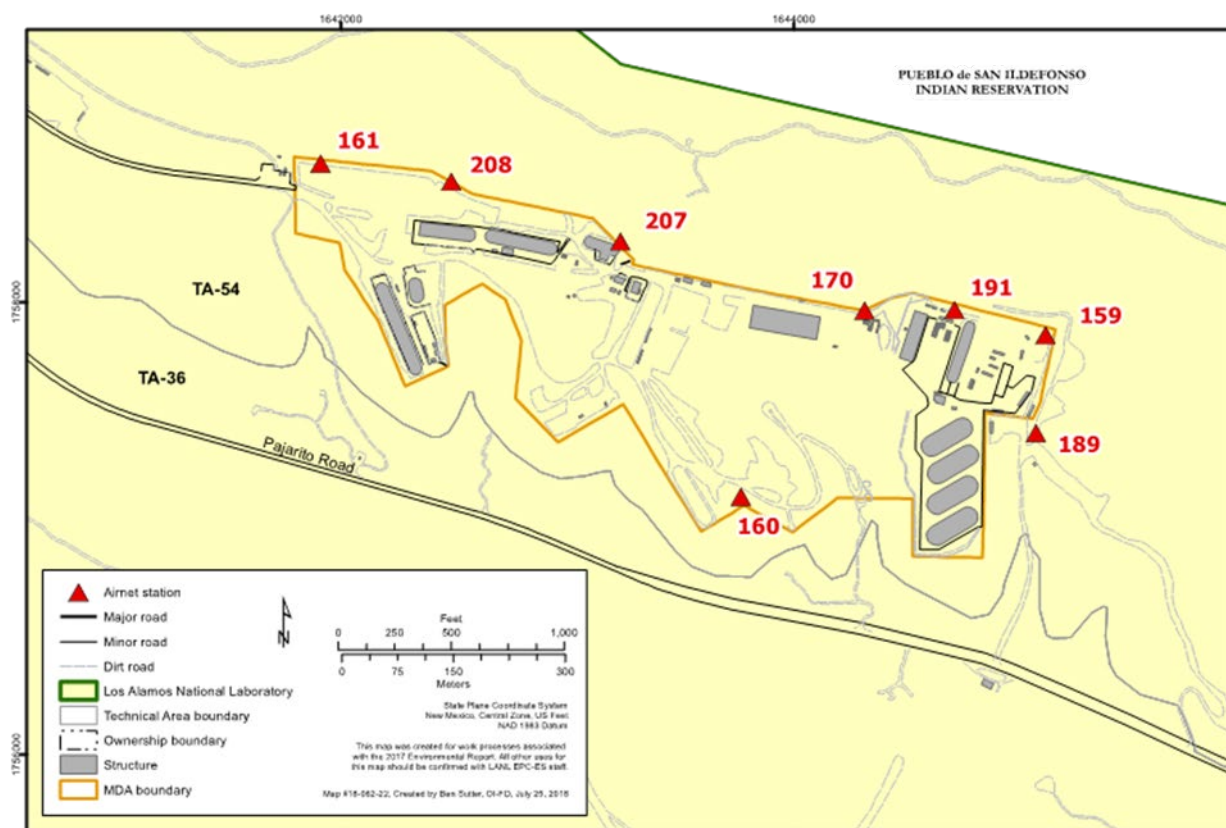 1642000
1644000
PUEBLO de SAN ILDEFONSO
INDIAN RESERVATION
161
208
207
170
191
159
1758000
TA-54
TA-36
189
Pajarito Road
160
Airnet station
Major road
Minor road
Dirt road
Los Alamos National Laboratory
Technical Area boundary
Ownership boundary
Structure
MDA boundary
N
Feet
0 250 500 1,000
0 75 150 300
Meters
State Plane Coordinate System
New Mexico, Central Zone, US Feet
NAD 1983 Datum
This map was created for work processes associated
with the 2017 Environmental Report. All other uses for
this map should be confirmed with LANL EPC-ES staff.
Map #18-062-22, Created by Ben Sutter, OI-FD, July 25, 2018
1756000